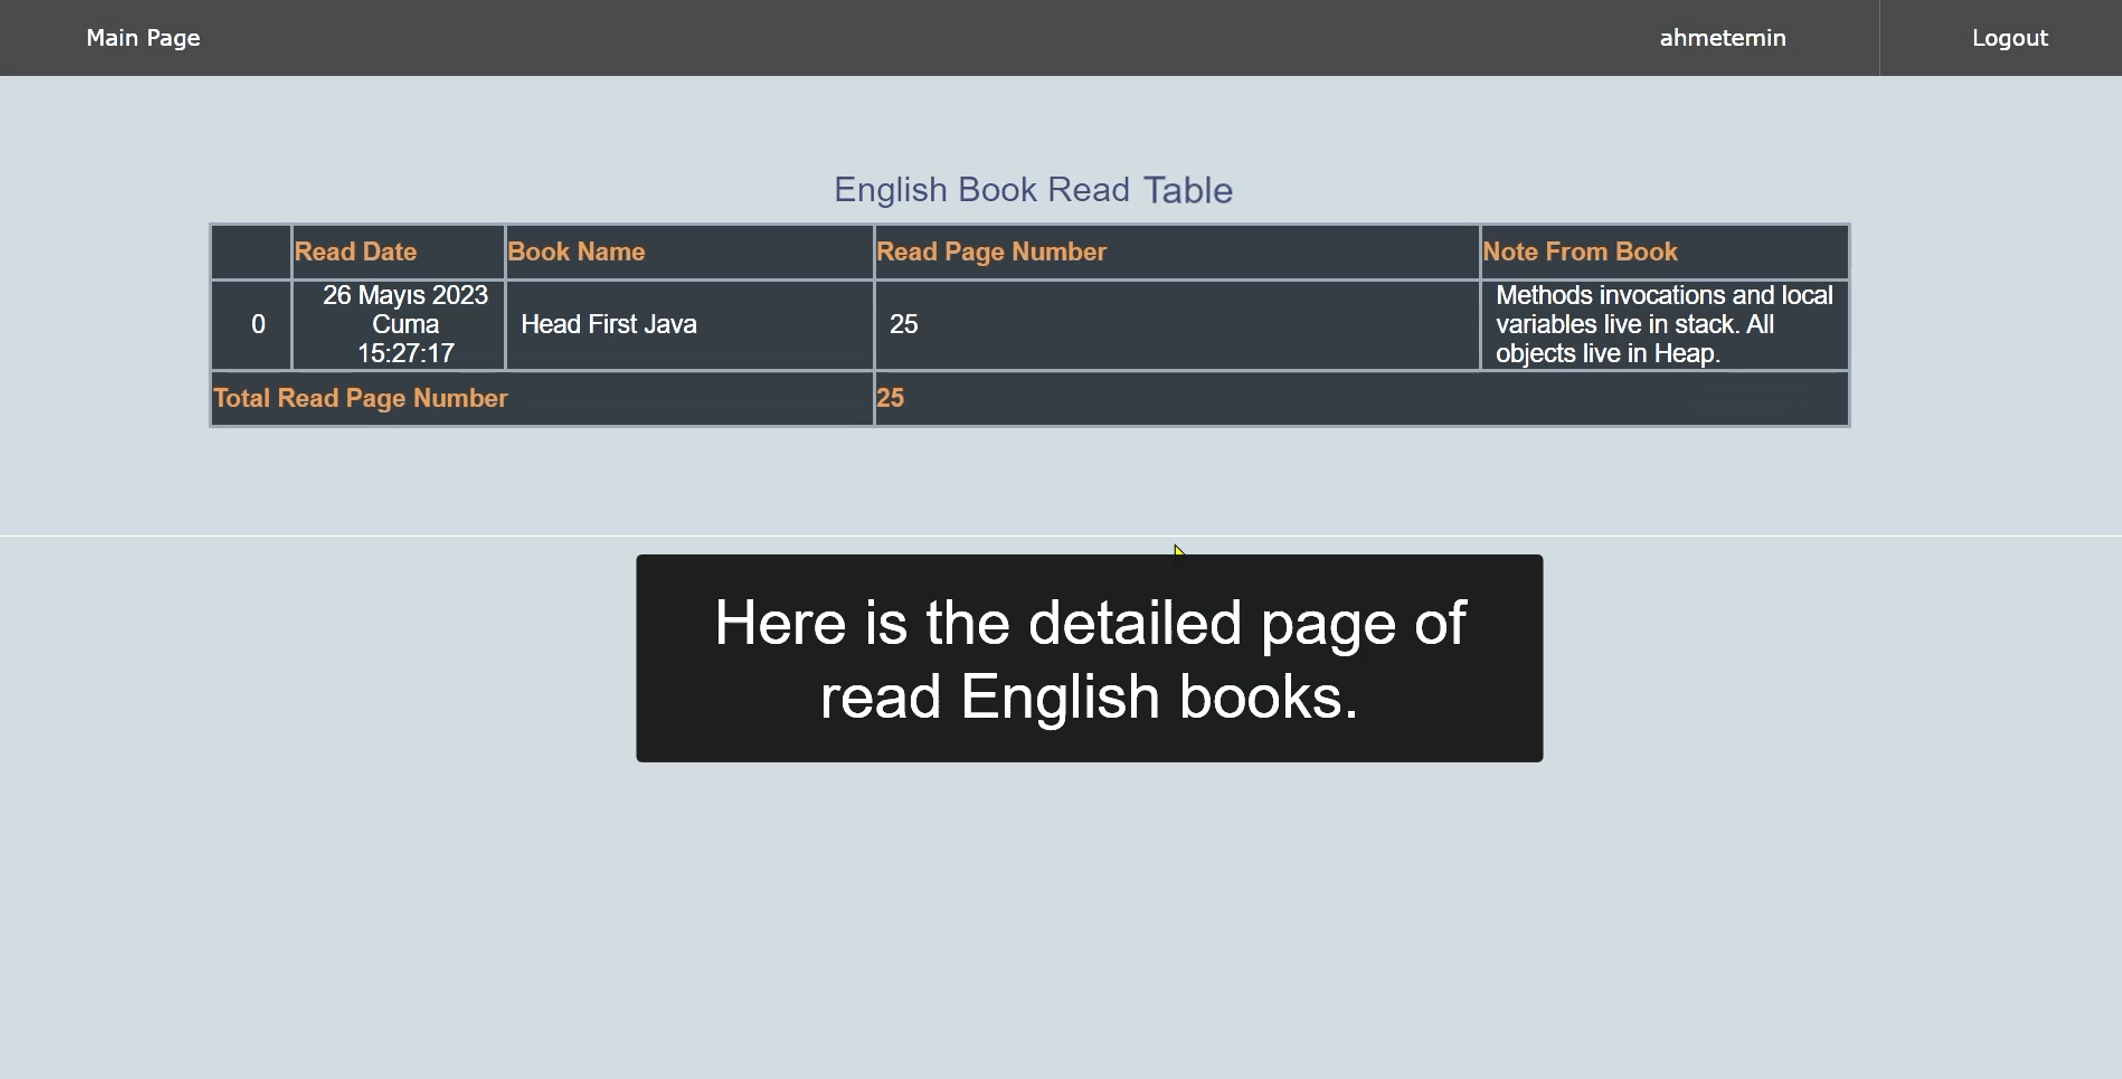 Main Page ahmetemin Logout
English Book Read Table
Read Date Book Name Read Page Number Note From Book
0
26 Mayıs 2023
Cuma
15:27:17
Head First Java
25
Methods invocations and local
variables live in stack. All
objects live in Heap.
Total Read Page Number 25
Here is the detailed page of
read English books.